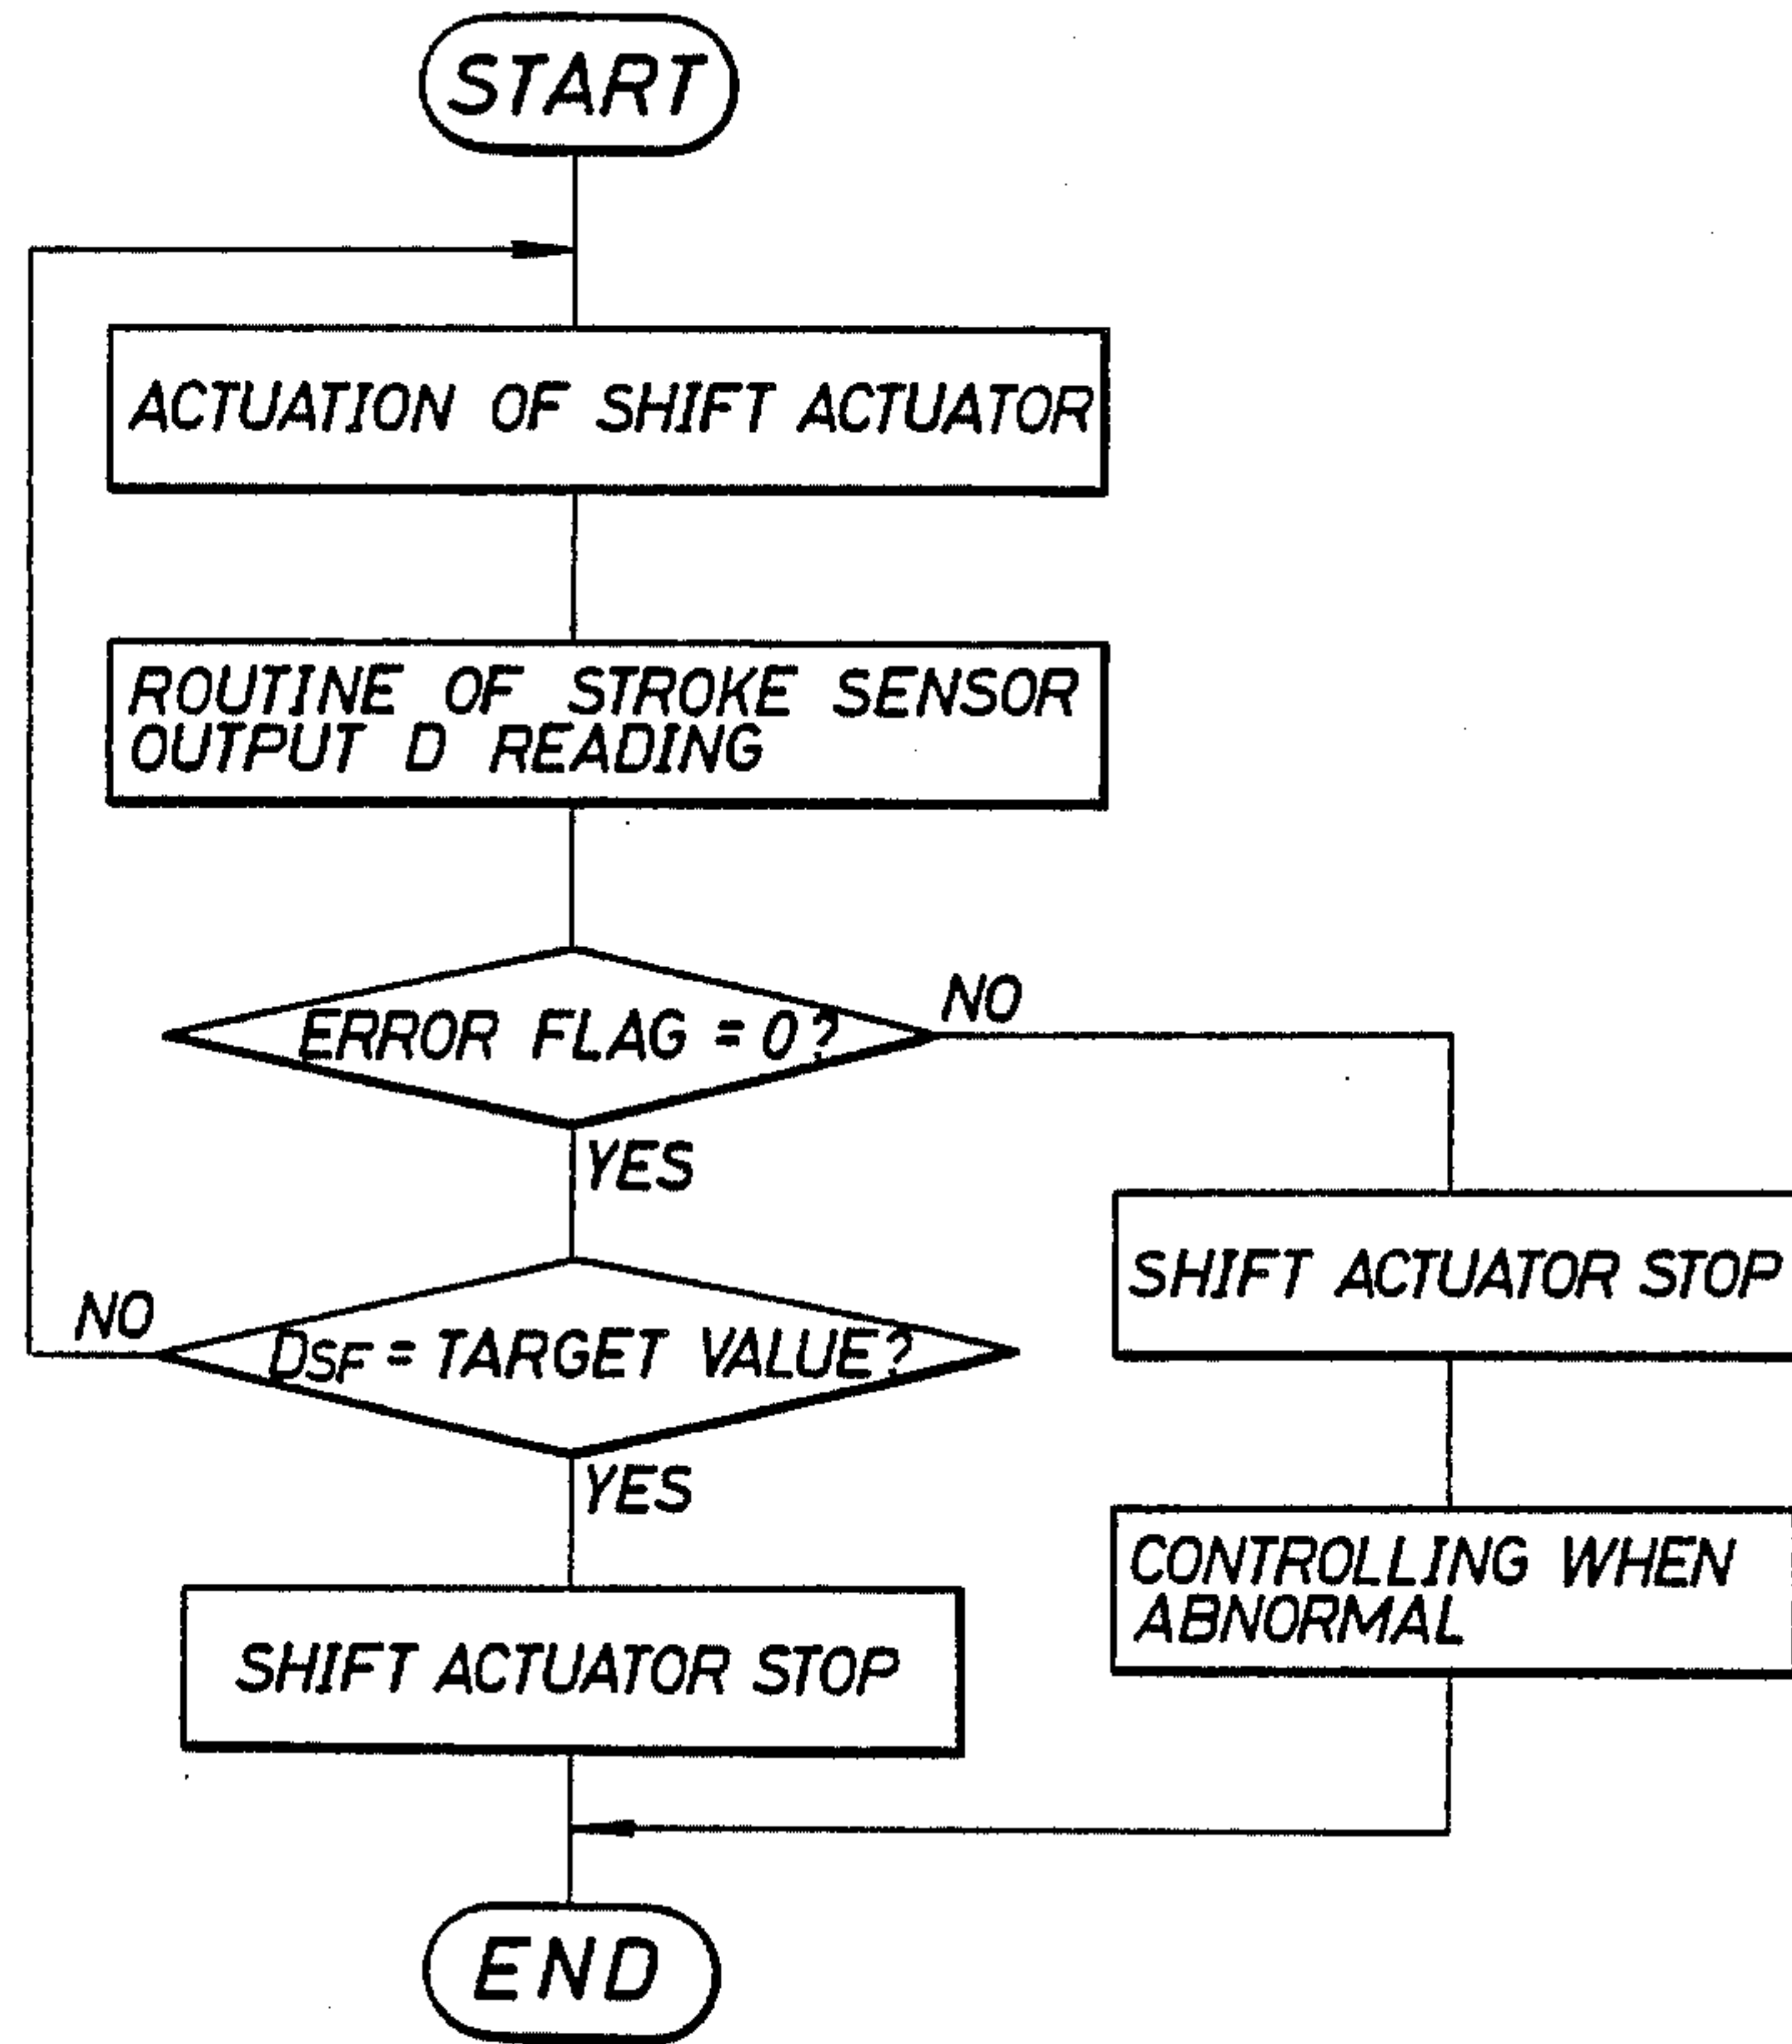 START
ACTUATION OF SHIFT ACTUATOR
ROUTINE OF STROKE SENSOR
OUTPUT D READING
ERROR FLAG = 0?
NO
YES
DSF = TARGET VALUE?
NO
YES
SHIFT ACTUATOR STOP
SHIFT ACTUATOR STOP
CONTROLLING WHEN
ABNORMAL
END